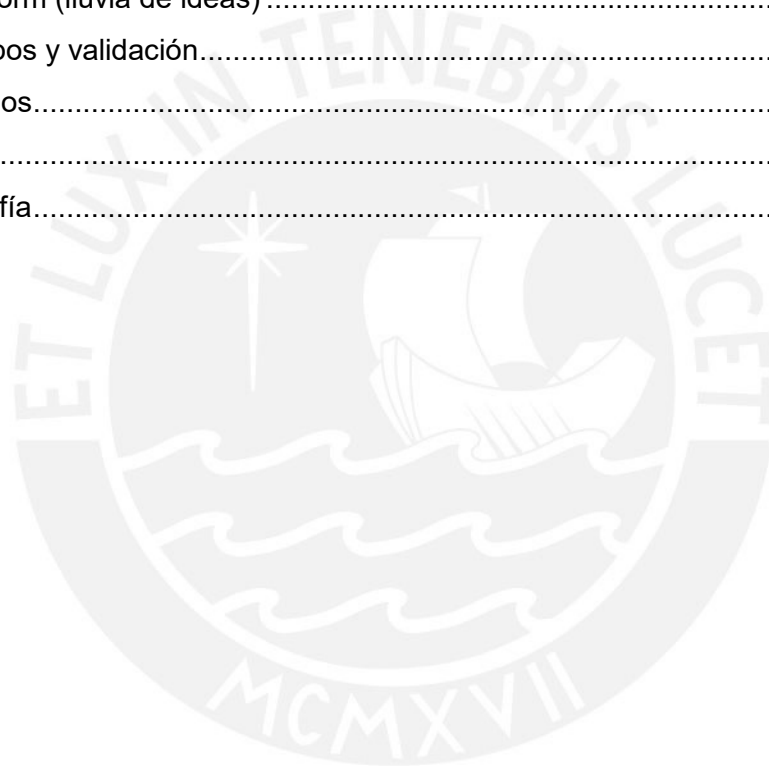 orm (lluvia de ideas)................................................................
pos y validación........................................................................
os............................................................................................
................................................................................................
fía............................................................................................
ET LUX IN TENEBRIS LUCET
MCMXVII